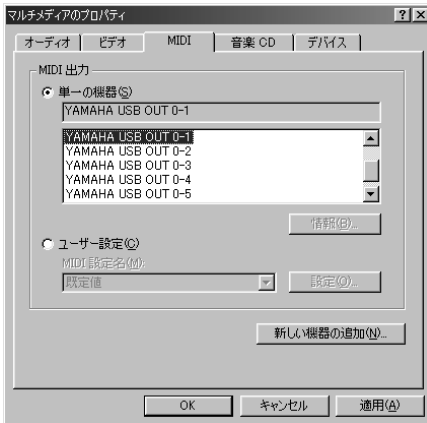 マルチメディアのプロパティ
オーディオ ビデオ MIDI 音楽 CD デバイス
MIDI 出力
単一の機器(S)
YAMAHA USB OUT 0-1
YAMAHA USB OUT 0-1
YAMAHA USB OUT 0-2
YAMAHA USB OUT 0-3
YAMAHA USB OUT 0-4
YAMAHA USB OUT 0-5
情報(B)...
ユーザー設定(C)
MIDI 設定名(M):
既定値 設定(O)...
新しい機器の追加(N)...
OK キャンセル 適用(A)